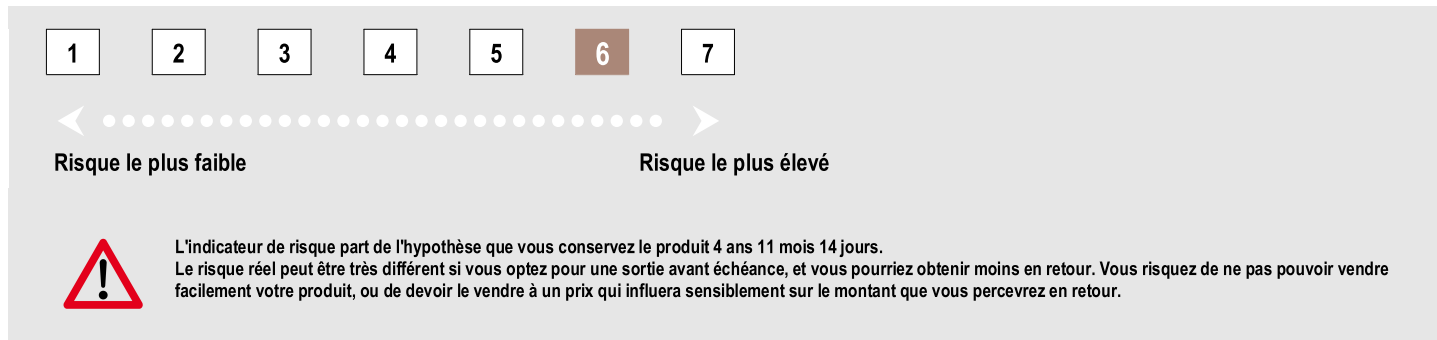 1 2 3 4 5 6 7
Risque le plus faible Risque le plus élevé
L'indicateur de risque part de l'hypothèse que vous conservez le produit 4 ans 11 mois 14 jours.
Le risque réel peut être très différent si vous optez pour une sortie avant échéance, et vous pourriez obtenir moins en retour. Vous risquez de ne pas pouvoir vendre
facilement votre produit, ou de devoir le vendre à un prix qui influera sensiblement sur le montant que vous percevrez en retour.